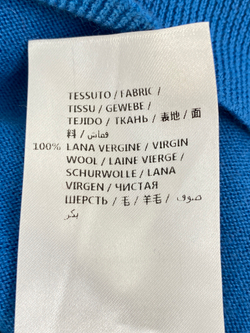 TESSUTO / FABRIC /
TISSU / GEWEBE /
TEJIDO / ТКАНЬ / 表地 / 面
料 / قماش
100% LANA VERGINE / VIRGIN
WOOL / LAINE VIERGE /
SCHURWOLLE / LANA
VIRGEN / ЧИСТАЯ
ШЕРСТЬ / 毛 / 羊毛 / صوف
بكر